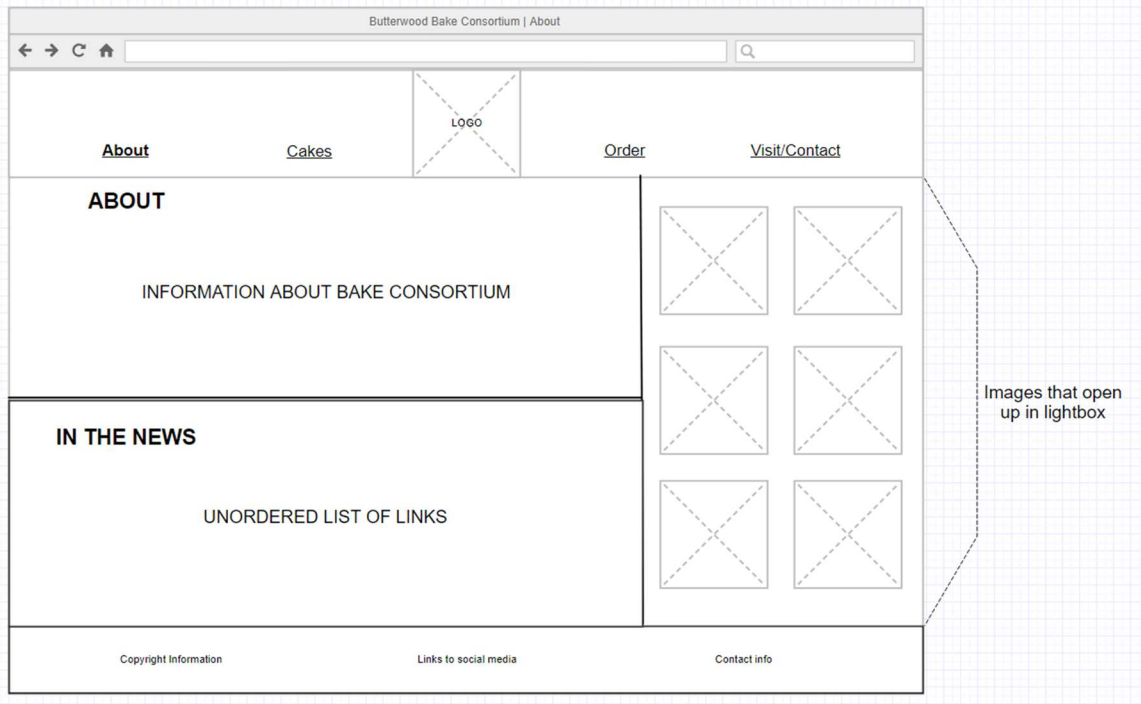 Butterwood Bake Consortium | About
LOGO
About
Cakes
Order
Visit/Contact
ABOUT
INFORMATION ABOUT BAKE CONSORTIUM
Images that open
up in lightbox
IN THE NEWS
UNORDERED LIST OF LINKS
Copyright Information
Links to social media
Contact info